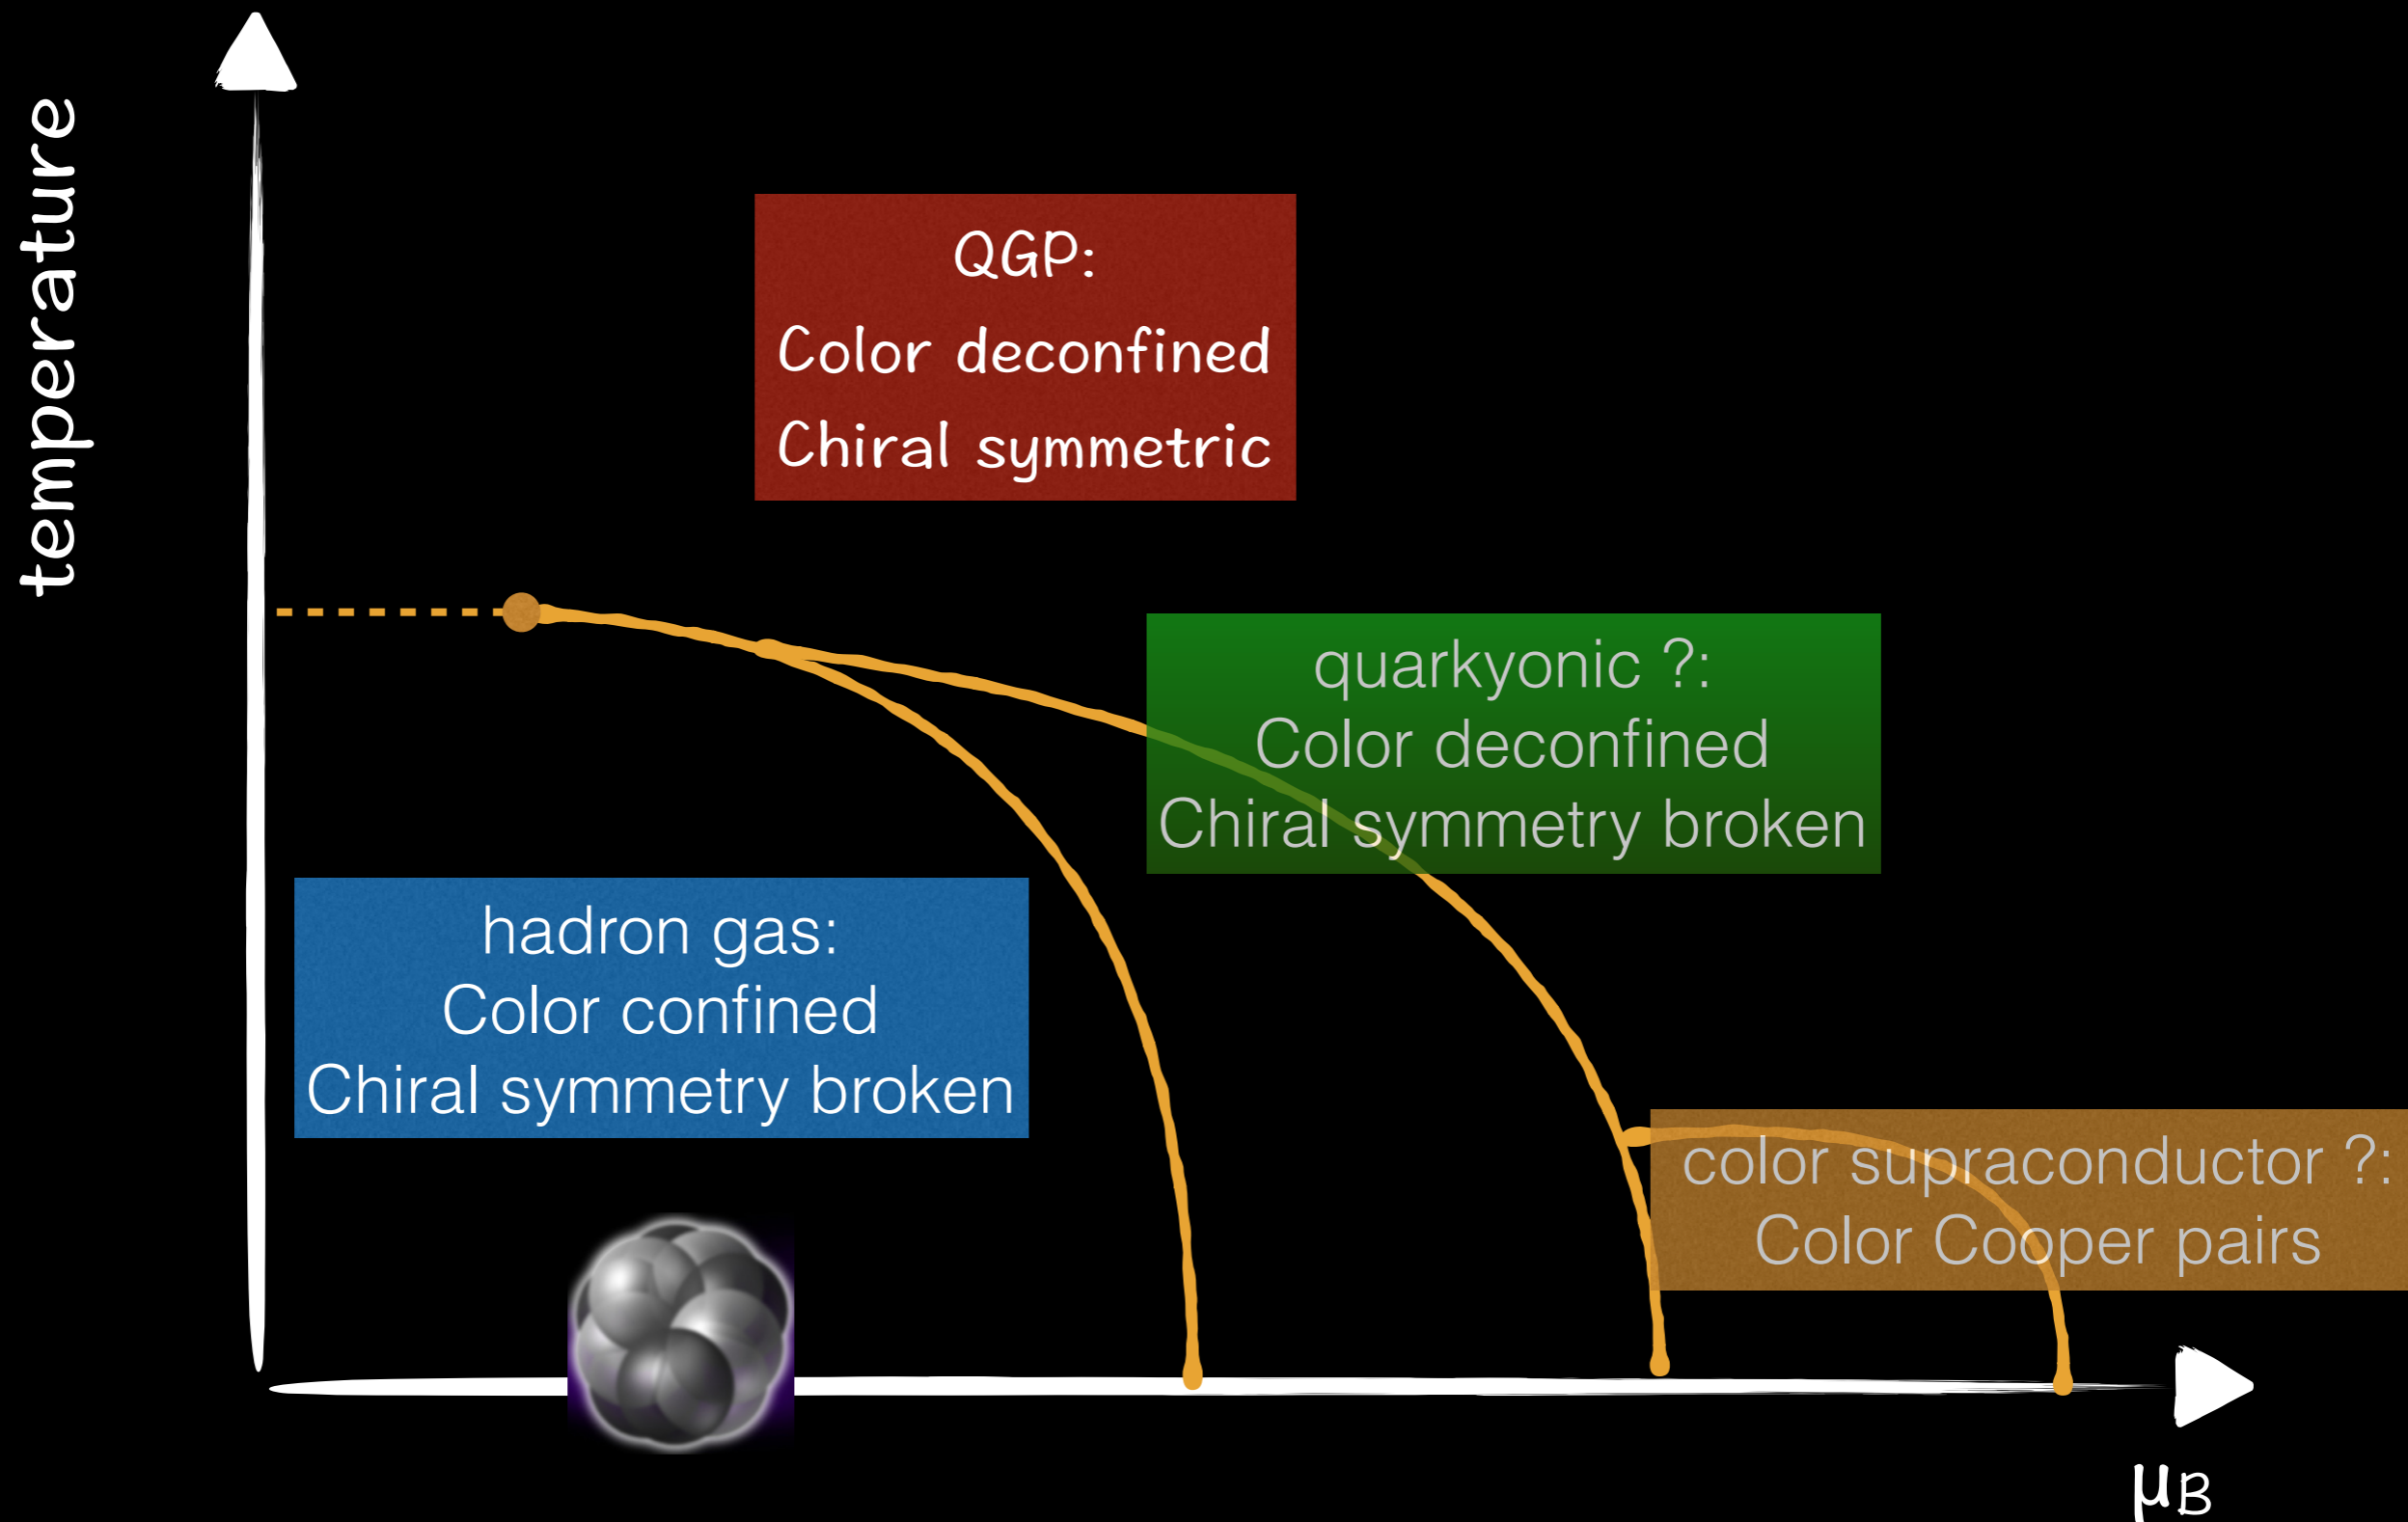 temperature
QGP:
Color deconfined
Chiral symmetric
quarkyonic ?:
Color deconfined
Chiral symmetry broken
hadron gas:
Color confined
Chiral symmetry broken
color supraconductor ?:
Color Cooper pairs
μB